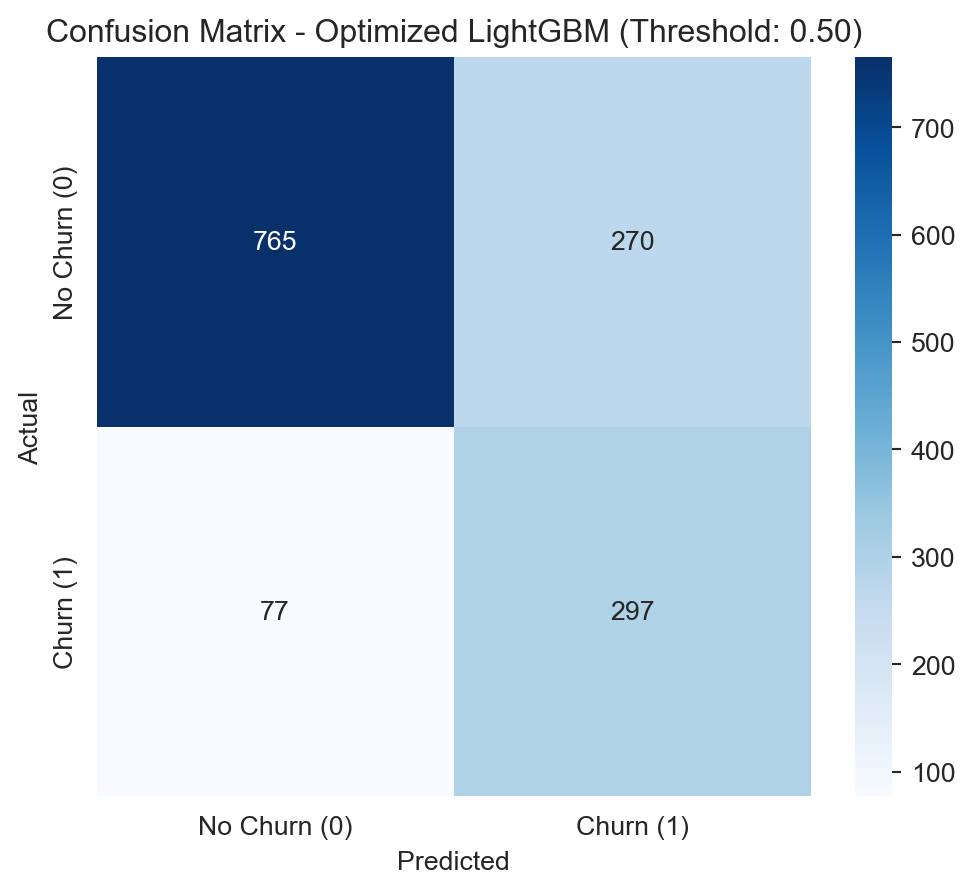 Confusion Matrix - Optimized LightGBM (Threshold: 0.50)
No Churn (0)
765
270
Actual
Churn (1)
77
297
No Churn (0)
Churn (1)
Predicted
700
600
500
400
300
200
100